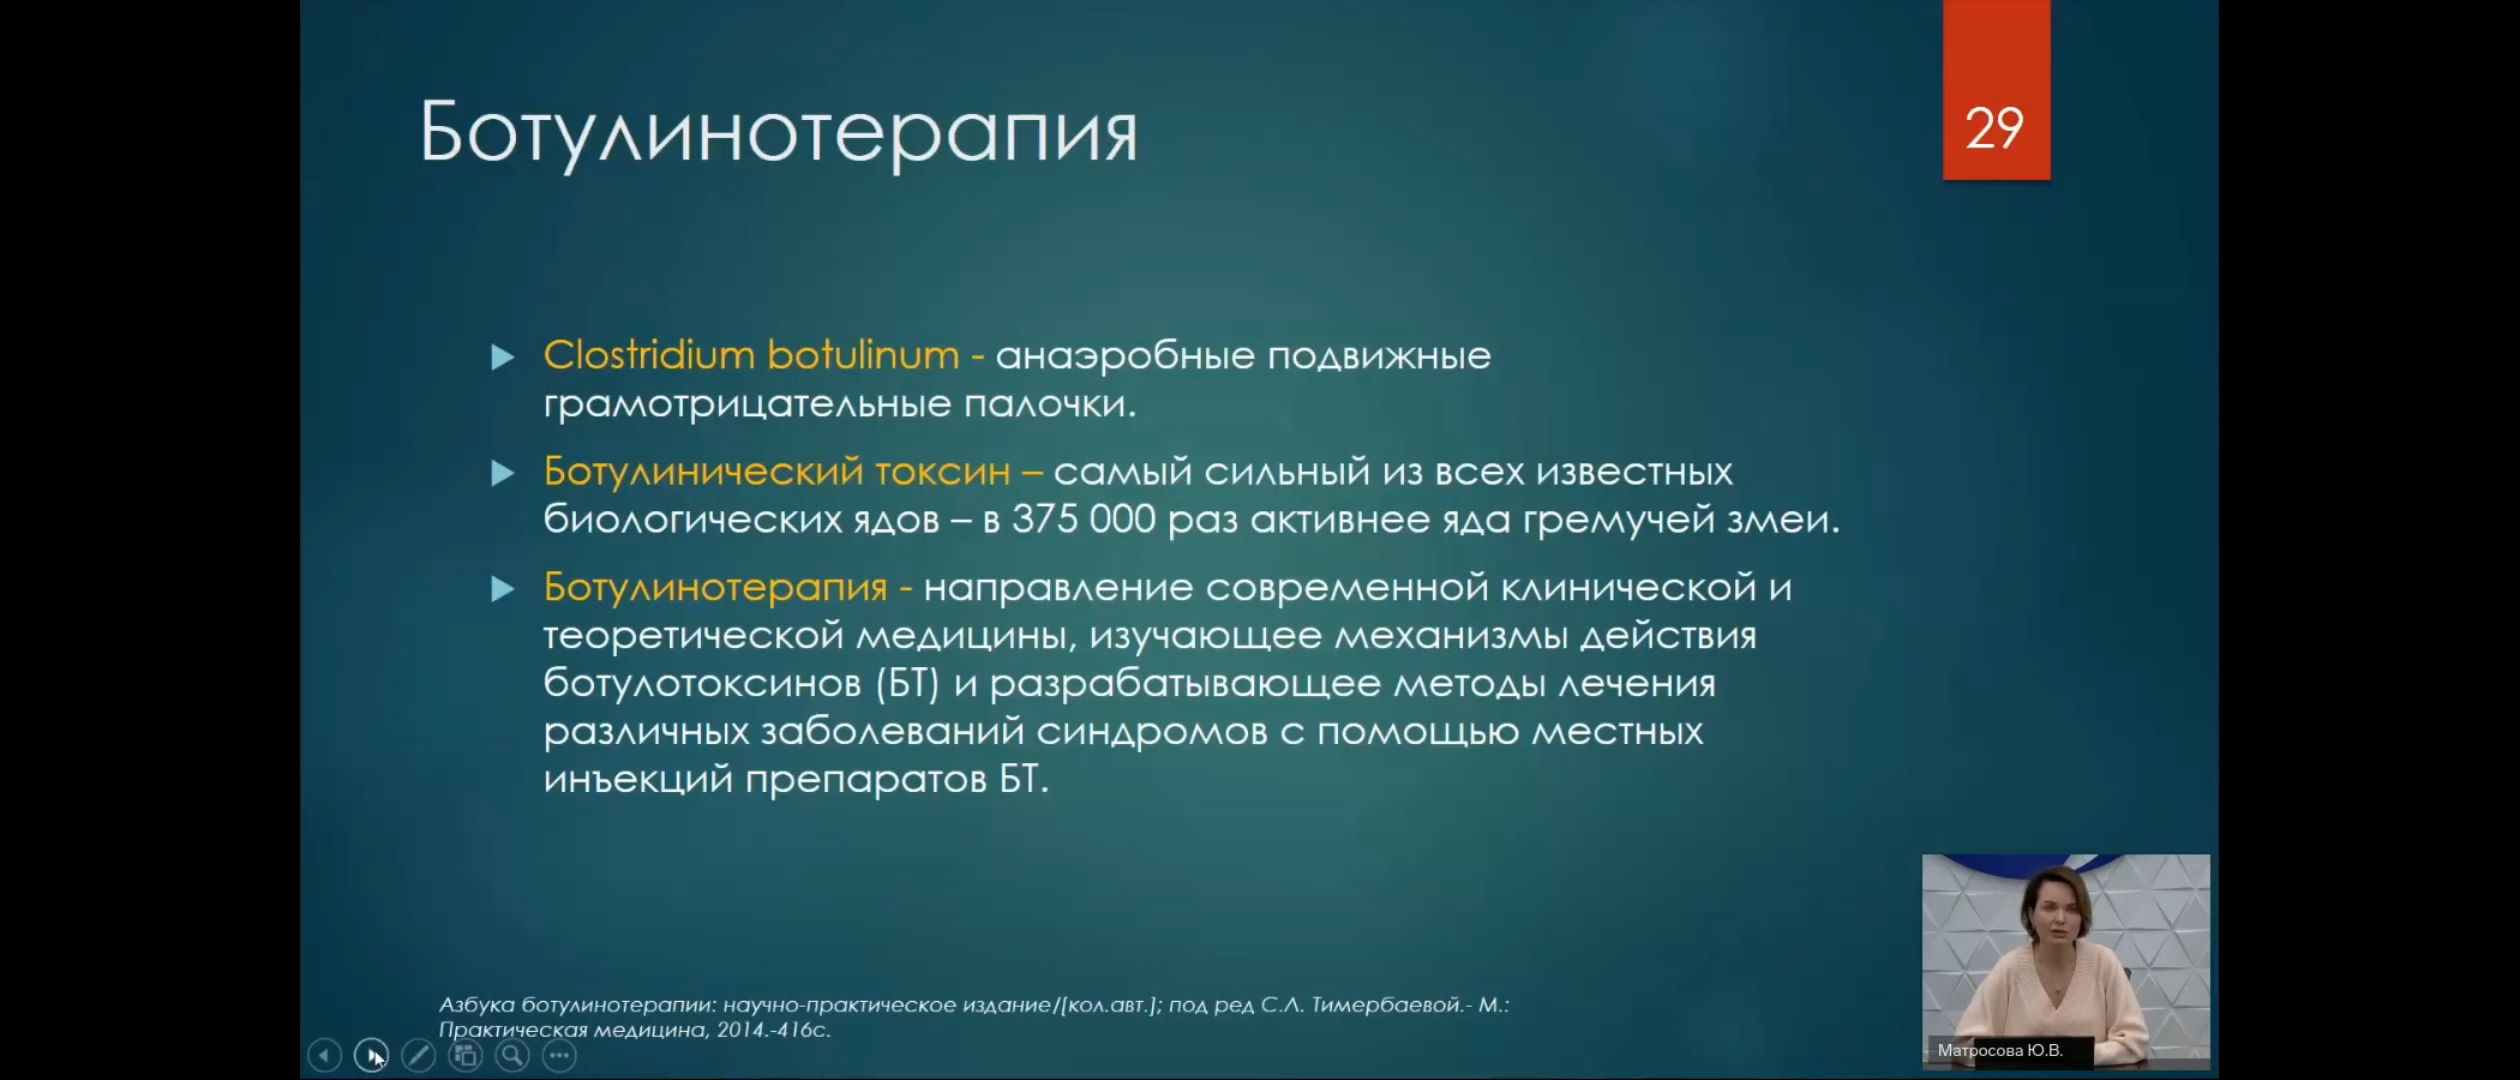 Ботулинотерапия
29
Clostridium botulinum - анаэробные подвижные
грамотрицательные палочки.
Ботулинический токсин – самый сильный из всех известных
биологических ядов – в 375 000 раз активнее яда гремучей змеи.
Ботулинотерапия - направление современной клинической и
теоретической медицины, изучающее механизмы действия
ботулотоксинов (БТ) и разрабатывающее методы лечения
различных заболеваний синдромов с помощью местных
инъекций препаратов БТ.
Азбука ботулинотерапии: научно-практическое издание/[кол.авт.]; под ред С.Л. Тимербаевой.- М.:
Практическая медицина, 2014.-416с.
Матросова Ю.В.